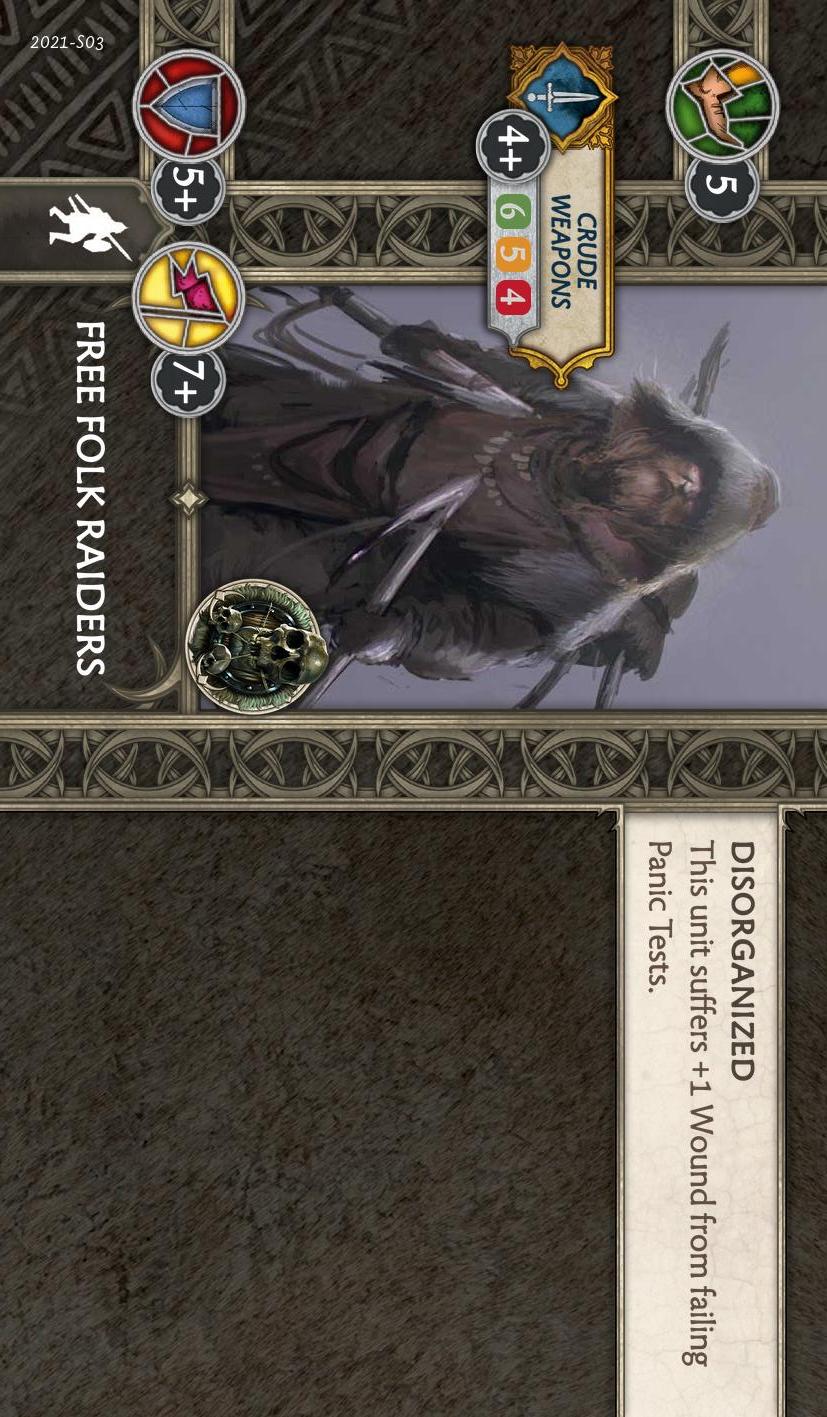 5
CRUDE
WEAPONS
4+
6 5 4
5+
7+
FREE FOLK RAIDERS
DISORGANIZED
This unit suffers +1 Wound from failing
Panic Tests.
2021-S03